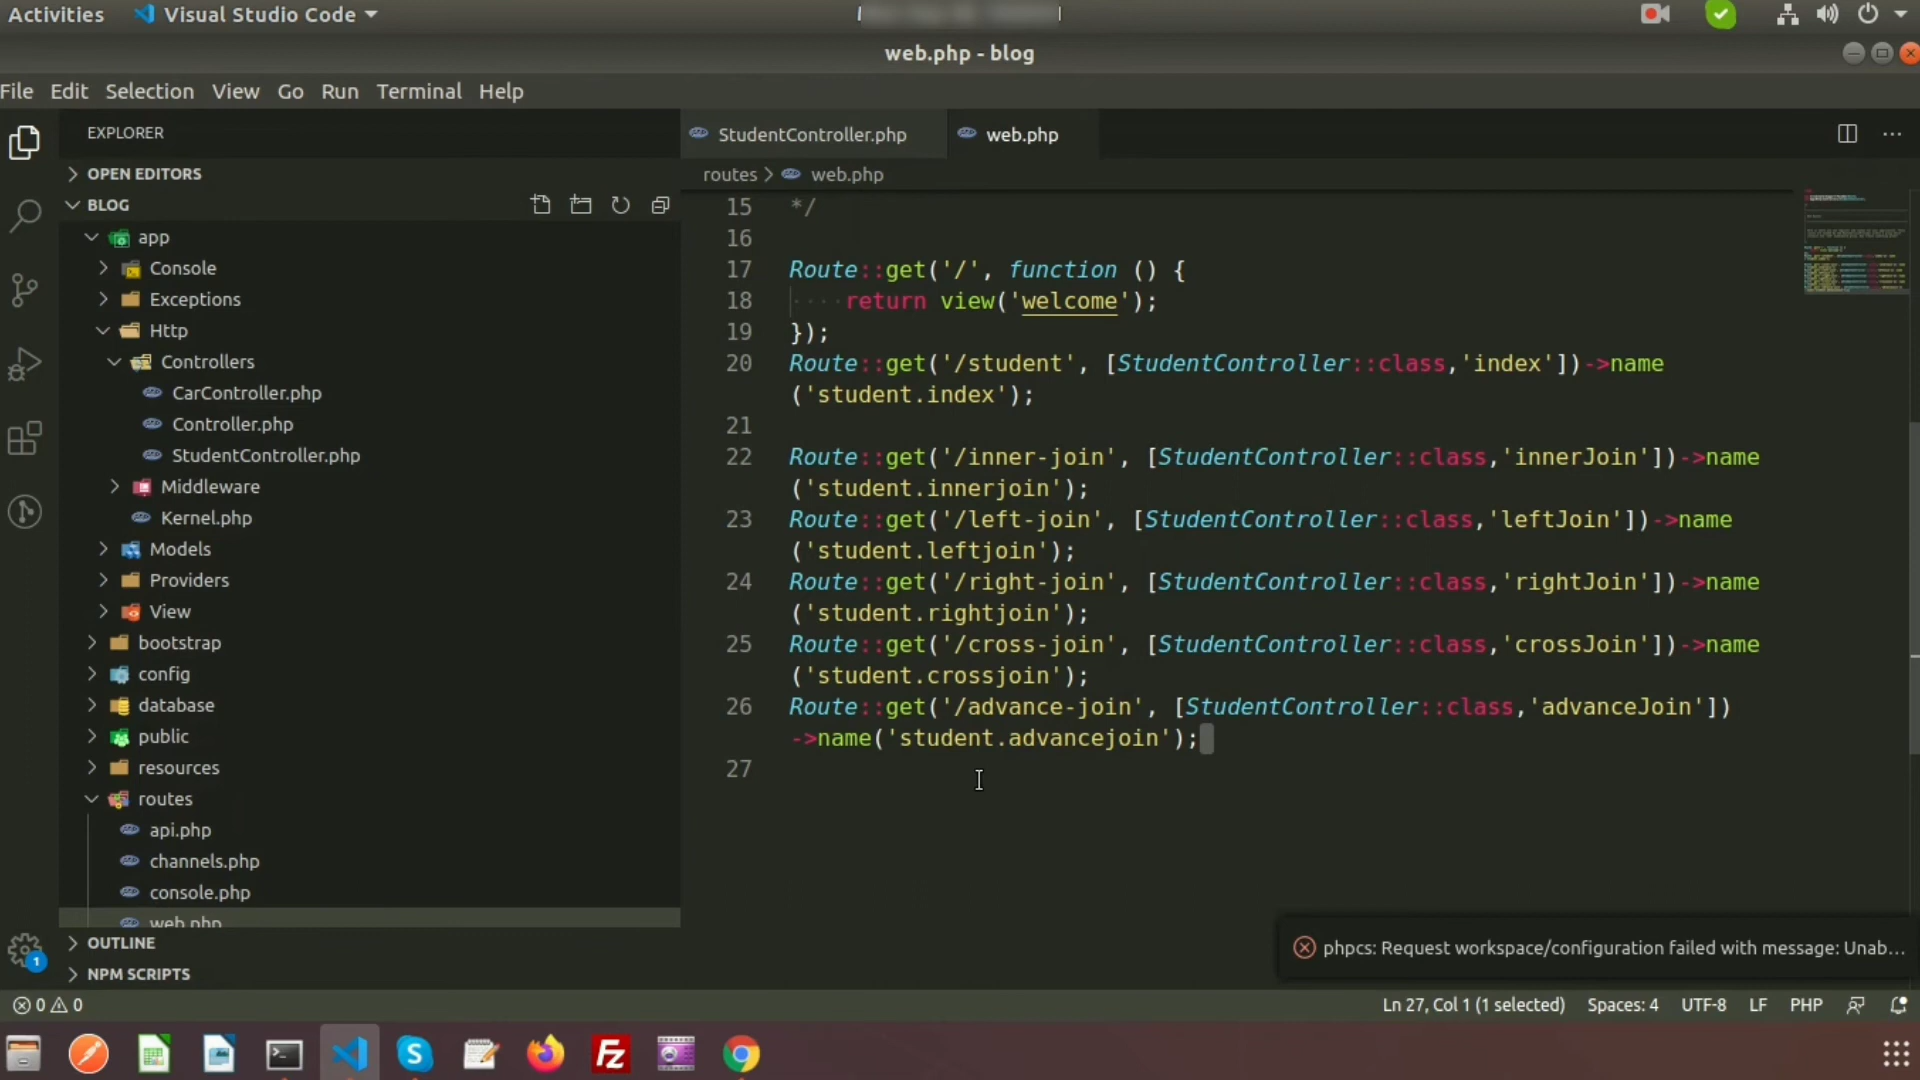 Activities
Visual Studio Code
web.php - blog
File Edit Selection View Go Run Terminal Help
EXPLORER
OPEN EDITORS
BLOG
app
Console
Exceptions
Http
Controllers
CarController.php
Controller.php
StudentController.php
Middleware
Kernel.php
Models
Providers
View
bootstrap
config
database
public
resources
routes
api.php
channels.php
console.php
web.php
OUTLINE
NPM SCRIPTS
StudentController.php
web.php
routes > web.php
15 */
16
17 Route::get('/', function () {
18 ····return view('welcome');
19 });
20 Route::get('/student', [StudentController::class,'index'])->name
('student.index');
21
22 Route::get('/inner-join', [StudentController::class,'innerJoin'])->name
('student.innerjoin');
23 Route::get('/left-join', [StudentController::class,'leftJoin'])->name
('student.leftjoin');
24 Route::get('/right-join', [StudentController::class,'rightJoin'])->name
('student.rightjoin');
25 Route::get('/cross-join', [StudentController::class,'crossJoin'])->name
('student.crossjoin');
26 Route::get('/advance-join', [StudentController::class,'advanceJoin'])
->name('student.advancejoin');
27
phpcs: Request workspace/configuration failed with message: Unab...
1
0 0
Ln 27, Col 1 (1 selected) Spaces: 4 UTF-8 LF PHP